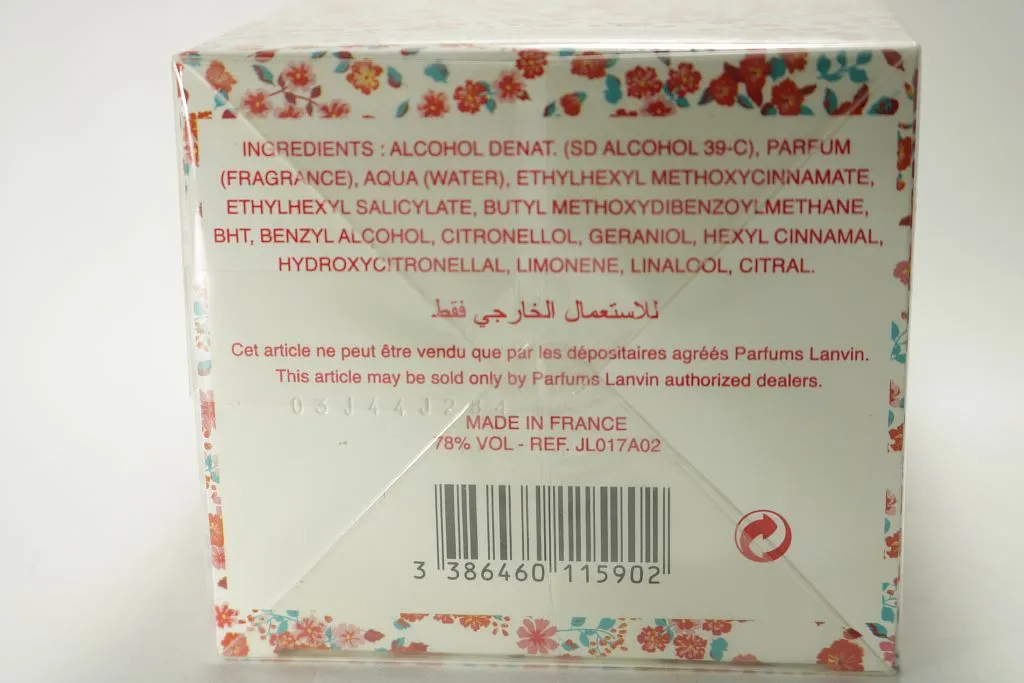 INGREDIENTS : ALCOHOL DENAT. (SD ALCOHOL 39-C), PARFUM
(FRAGRANCE), AQUA (WATER), ETHYLHEXYL METHOXYCINNAMATE,
ETHYLHEXYL SALICYLATE, BUTYL METHOXYDIBENZOYLMETHANE,
BHT, BENZYL ALCOHOL, CITRONELLOL, GERANIOL, HEXYL CINNAMAL,
HYDROXYCITRONELLAL, LIMONENE, LINALOOL, CITRAL.
للاستعمال الخارجي فقط
Cet article ne peut être vendu que par les dépositaires agréés Parfums Lanvin.
This article may be sold only by Parfums Lanvin authorized dealers.
MADE IN FRANCE
78% VOL - REF. JL017A02
3 386460 115902